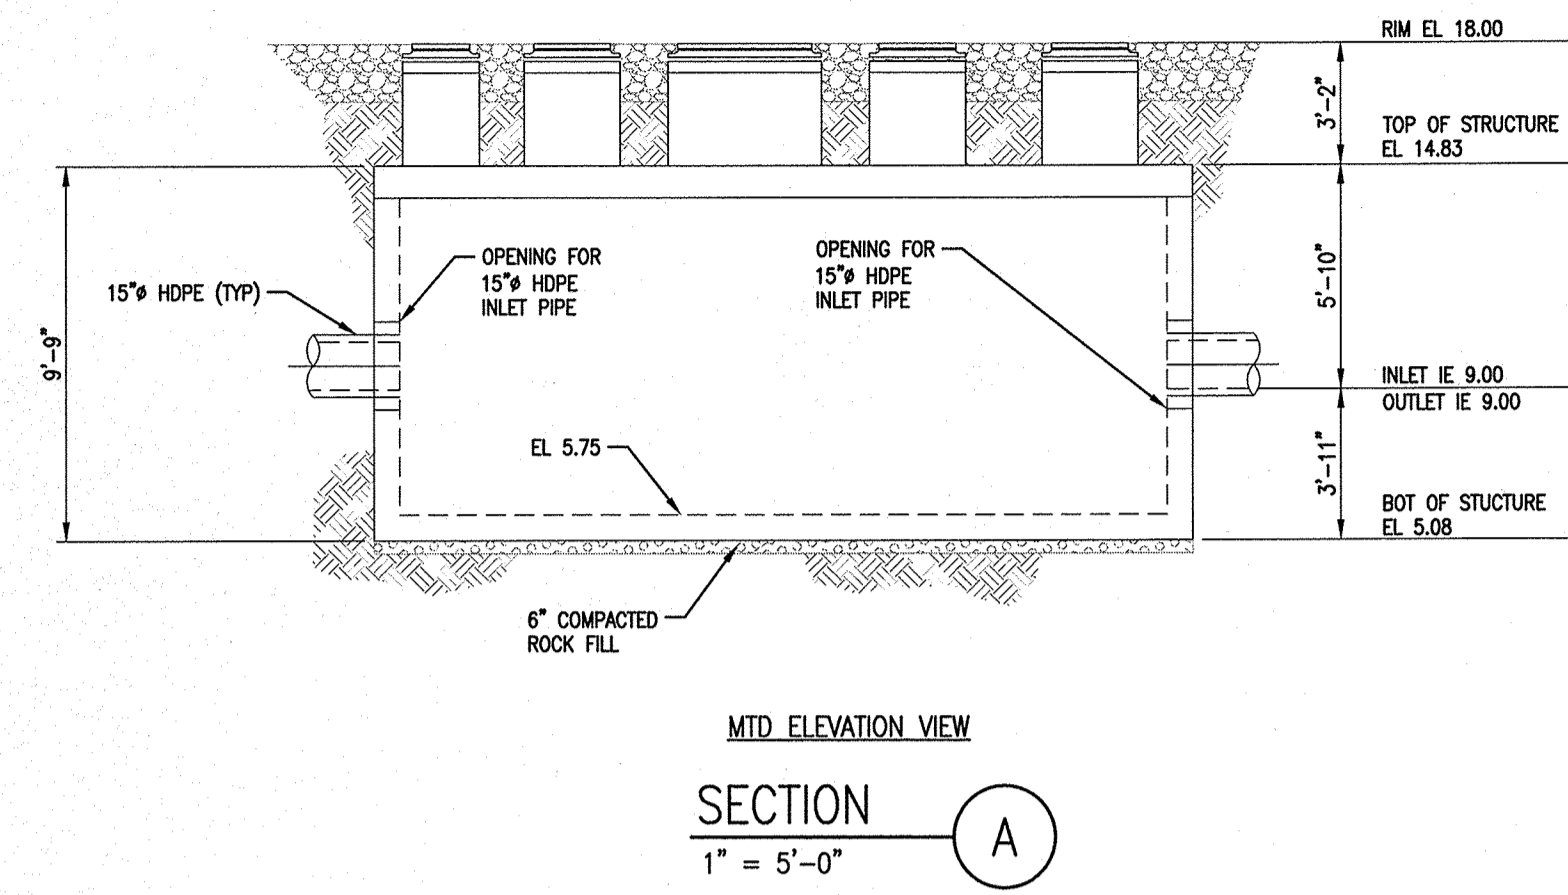 RIM EL 18.00
3'-2"
TOP OF STRUCTURE
EL 14.83
OPENING FOR
15"ø HDPE
INLET PIPE
OPENING FOR
15"ø HDPE
INLET PIPE
15"ø HDPE (TYP)
5'-10"
9'-9"
INLET IE 9.00
OUTLET IE 9.00
EL 5.75
3'-11"
BOT OF STUCTURE
EL 5.08
6" COMPACTED
ROCK FILL
MTD ELEVATION VIEW
SECTION
A
1" = 5'-0"